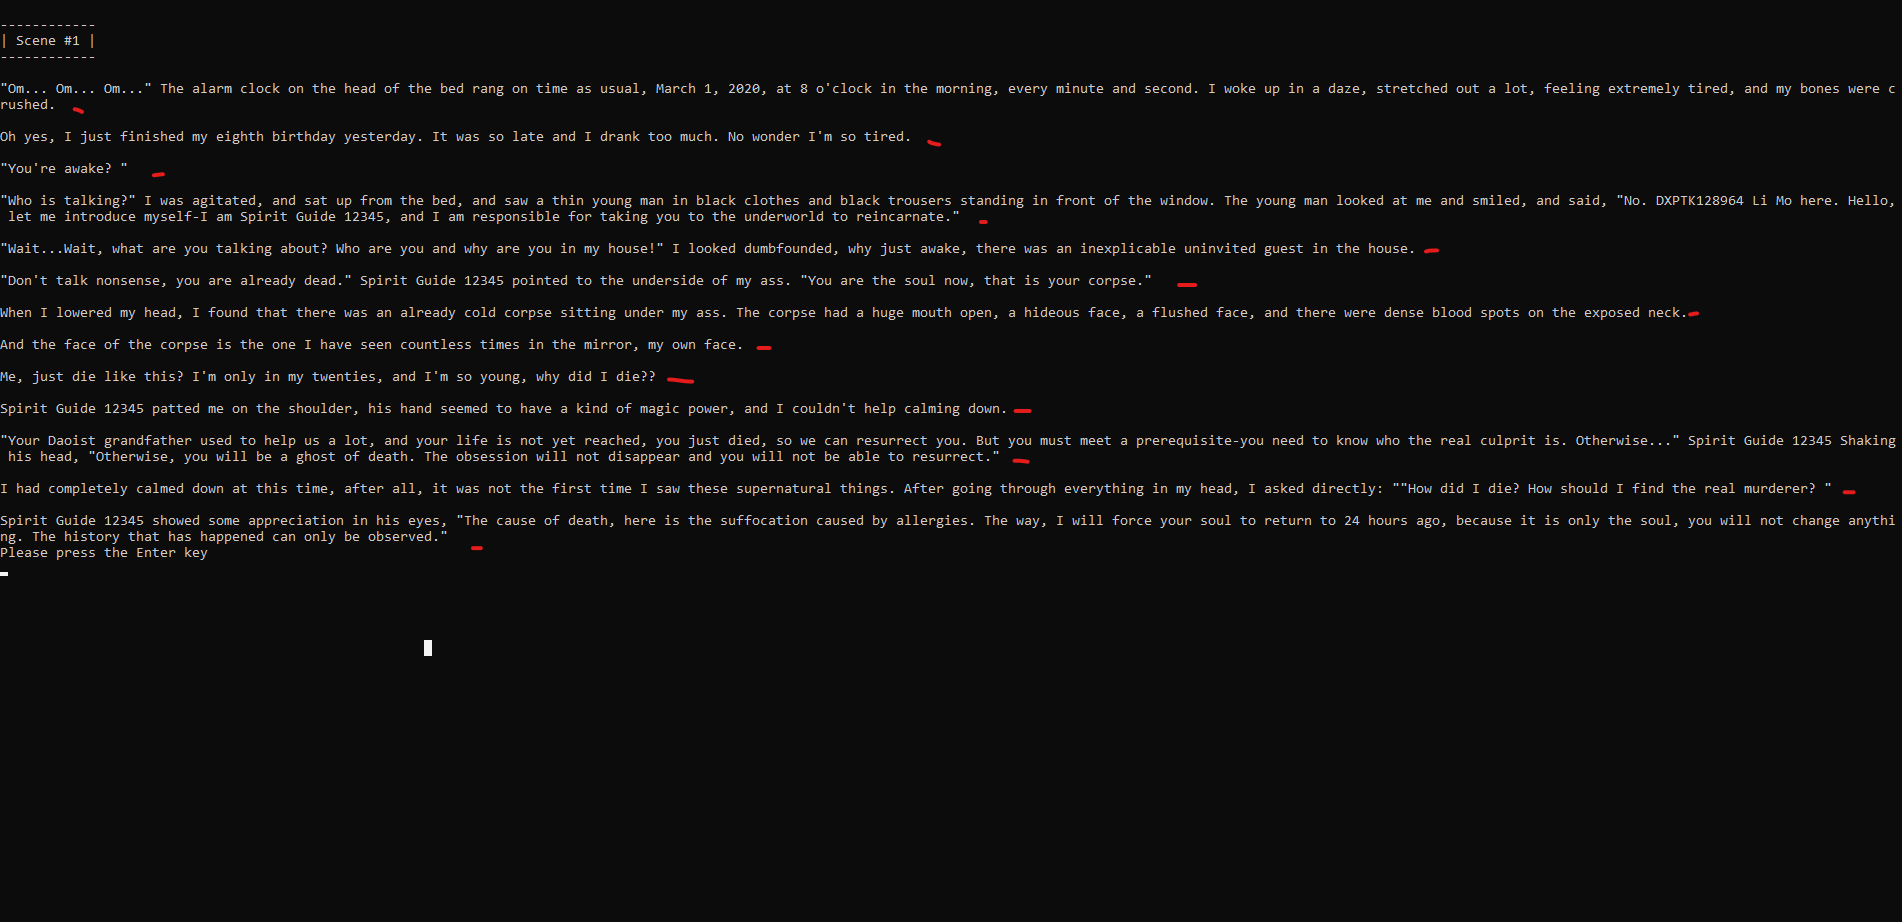 ------------
| Scene #1 |
------------
"Om... Om... Om..." The alarm clock on the head of the bed rang on time as usual, March 1, 2020, at 8 o'clock in the morning, every minute and second. I woke up in a daze, stretched out a lot, feeling extremely tired, and my bones were c
rushed.
Oh yes, I just finished my eighth birthday yesterday. It was so late and I drank too much. No wonder I'm so tired.
"You're awake? "
"Who is talking?" I was agitated, and sat up from the bed, and saw a thin young man in black clothes and black trousers standing in front of the window. The young man looked at me and smiled, and said, "No. DXPTK128964 Li Mo here. Hello,
let me introduce myself-I am Spirit Guide 12345, and I am responsible for taking you to the underworld to reincarnate."
"Wait...Wait, what are you talking about? Who are you and why are you in my house!" I looked dumbfounded, why just awake, there was an inexplicable uninvited guest in the house.
"Don't talk nonsense, you are already dead." Spirit Guide 12345 pointed to the underside of my ass. "You are the soul now, that is your corpse."
When I lowered my head, I found that there was an already cold corpse sitting under my ass. The corpse had a huge mouth open, a hideous face, a flushed face, and there were dense blood spots on the exposed neck.
And the face of the corpse is the one I have seen countless times in the mirror, my own face.
Me, just die like this? I'm only in my twenties, and I'm so young, why did I die??
Spirit Guide 12345 patted me on the shoulder, his hand seemed to have a kind of magic power, and I couldn't help calming down.
"Your Daoist grandfather used to help us a lot, and your life is not yet reached, you just died, so we can resurrect you. But you must meet a prerequisite-you need to know who the real culprit is. Otherwise..." Spirit Guide 12345 Shaking
his head, "Otherwise, you will be a ghost of death. The obsession will not disappear and you will not be able to resurrect."
I had completely calmed down at this time, after all, it was not the first time I saw these supernatural things. After going through everything in my head, I asked directly: ""How did I die? How should I find the real murderer? "
Spirit Guide 12345 showed some appreciation in his eyes, "The cause of death, here is the suffocation caused by allergies. The way, I will force your soul to return to 24 hours ago, because it is only the soul, you will not change anythi
ng. The history that has happened can only be observed."
Please press the Enter key